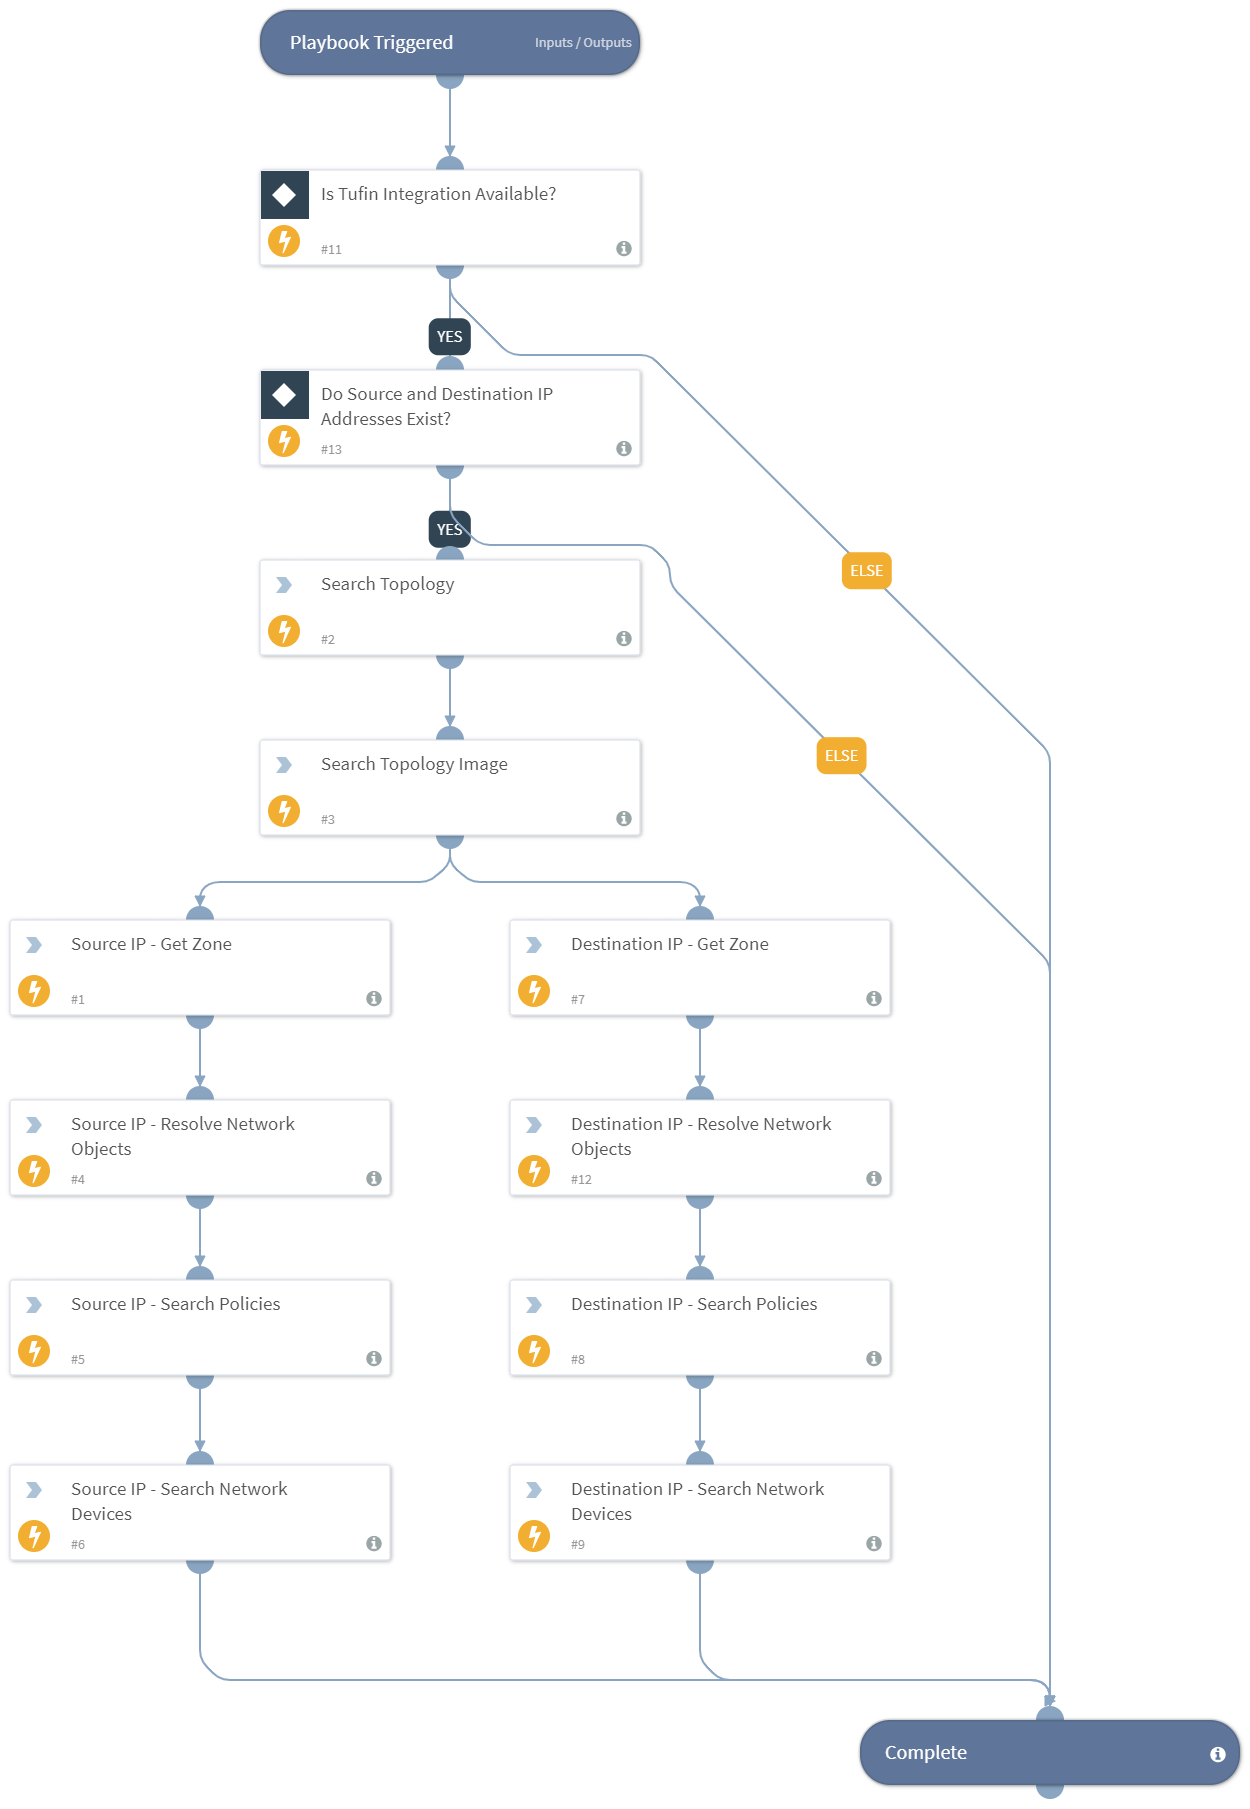 Playbook Triggered
Inputs / Outputs
Is Tufin Integration Available?
#11
YES
Do Source and Destination IP
Addresses Exist?
#13
YES
ELSE
Search Topology
#2
ELSE
Search Topology Image
#3
Source IP - Get Zone
#1
Destination IP - Get Zone
#7
Source IP - Resolve Network
Objects
#4
Destination IP - Resolve Network
Objects
#12
Source IP - Search Policies
#5
Destination IP - Search Policies
#8
Source IP - Search Network
Devices
#6
Destination IP - Search Network
Devices
#9
Complete